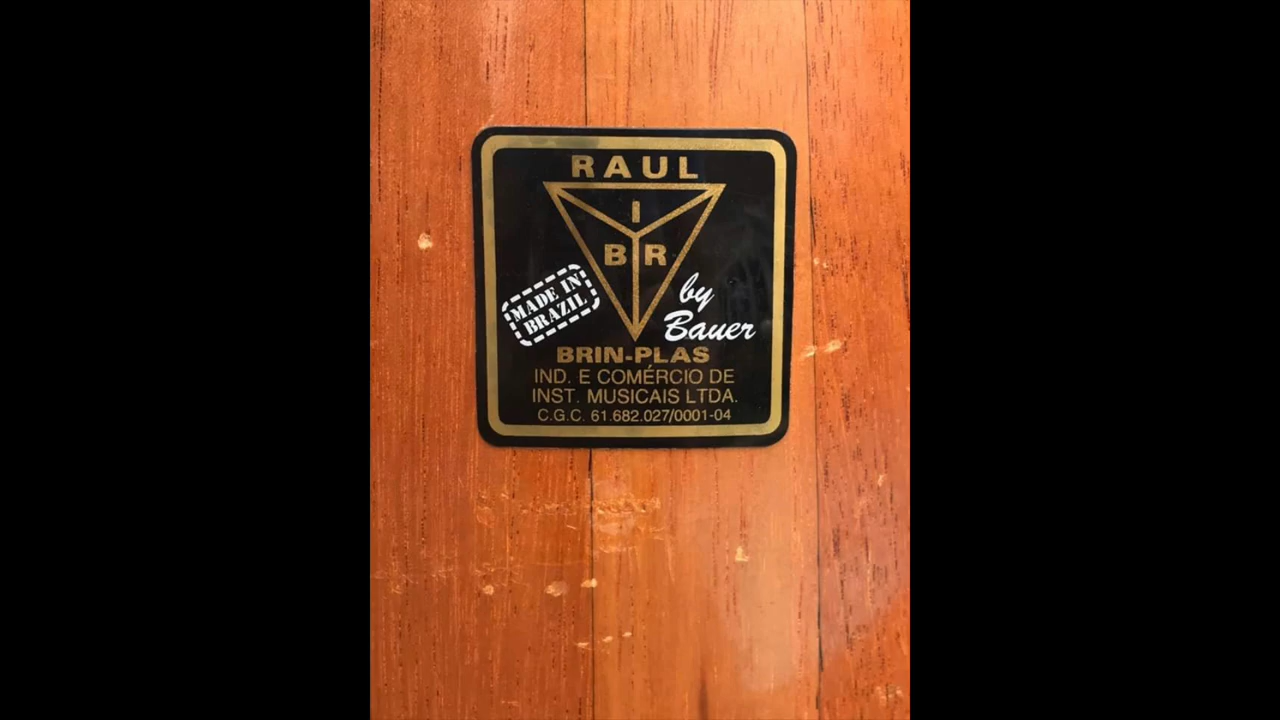 RAUL
I
B R
MADE IN
BRAZIL
by
Bauer
BRIN-PLAS
IND. E COMÉRCIO DE
INST. MUSICAIS LTDA.
C.G.C. 61.682.027/0001-04